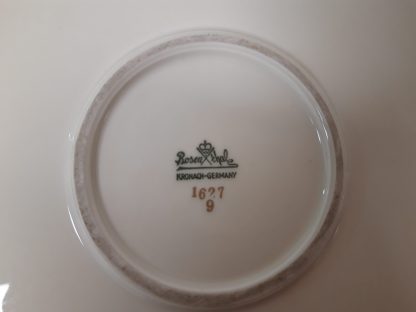 Rosenthal
KRONACH-GERMANY
1627
9